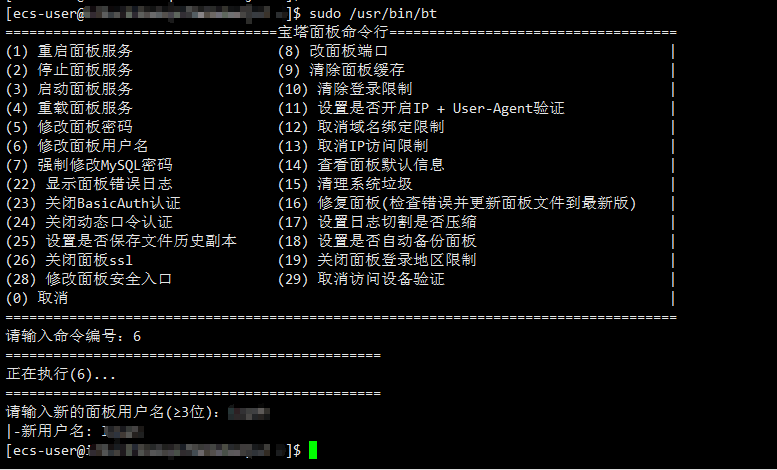 [ecs-user@ ]$ sudo /usr/bin/bt
==================================宝塔面板命令行====================================
(1) 重启面板服务 (8) 改面板端口 |
(2) 停止面板服务 (9) 清除面板缓存 |
(3) 启动面板服务 (10) 清除登录限制 |
(4) 重载面板服务 (11) 设置是否开启IP + User-Agent验证 |
(5) 修改面板密码 (12) 取消域名绑定限制 |
(6) 修改面板用户名 (13) 取消IP访问限制 |
(7) 强制修改MySQL密码 (14) 查看面板默认信息 |
(22) 显示面板错误日志 (15) 清理系统垃圾 |
(23) 关闭BasicAuth认证 (16) 修复面板(检查错误并更新面板文件到最新版) |
(24) 关闭动态口令认证 (17) 设置日志切割是否压缩 |
(25) 设置是否保存文件历史副本 (18) 设置是否自动备份面板 |
(26) 关闭面板ssl (19) 关闭面板登录地区限制 |
(28) 修改面板安全入口 (29) 取消访问设备验证 |
(0) 取消 |
====================================================================================
请输入命令编号：6
===============================================
正在执行(6)...
===============================================
请输入新的面板用户名(≥3位)：
|-新用户名:
[ecs-user@ ]$